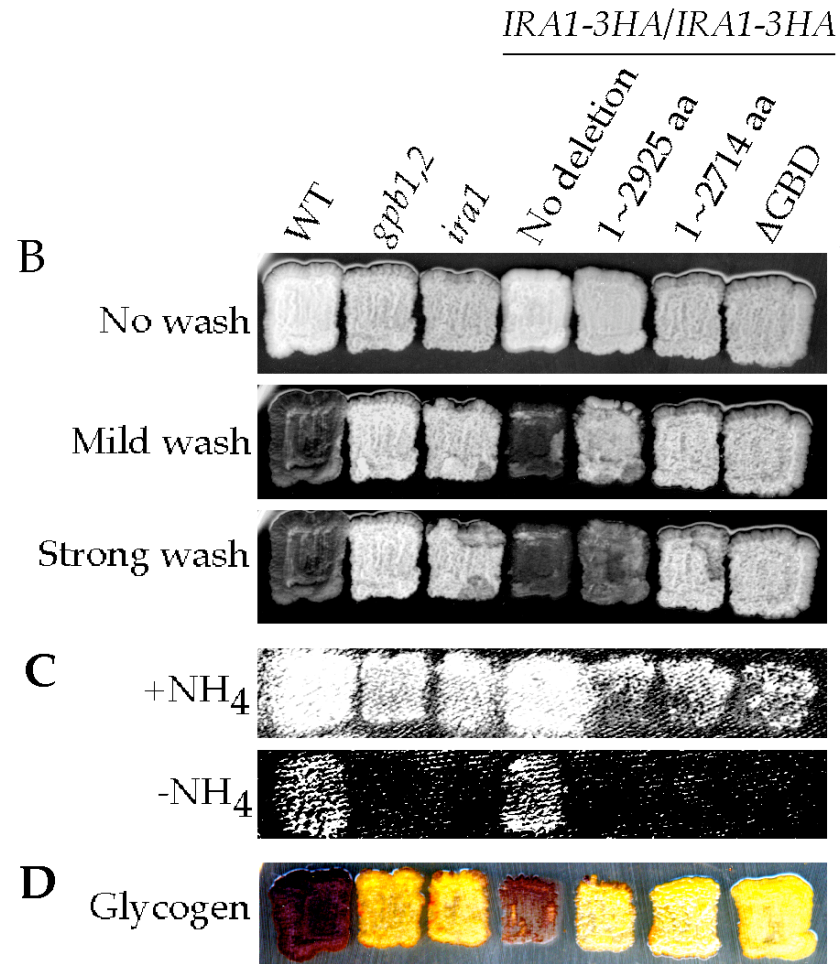 IRA1-3HA/IRA1-3HA
WT
gpb1,2
ira1
No deletion
1~2925 aa
1~2714 aa
ΔGBD
B
No wash
Mild wash
Strong wash
C
+NH4
-NH4
D
Glycogen